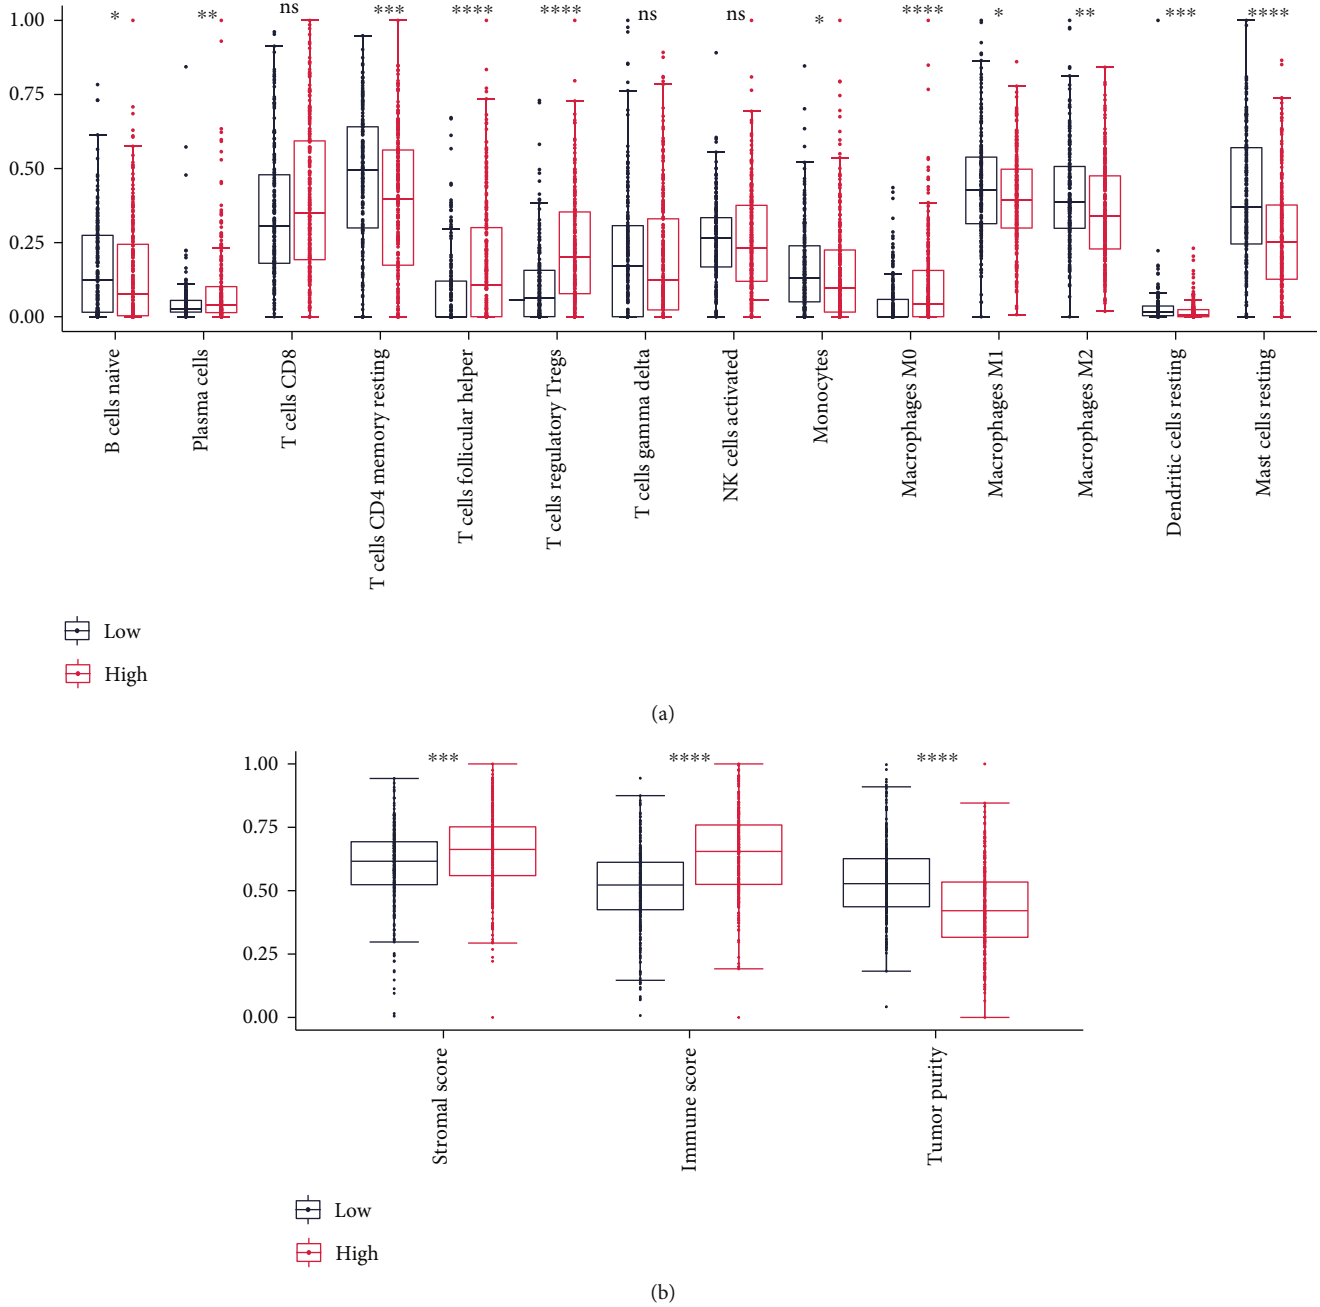 * ** ns *** **** **** ns ns * **** * ** *** ****
1.00
0.75
0.50
0.25
0.00
B cells naive
Plasma cells
T cells CD8
T cells CD4 memory resting
T cells follicular helper
T cells regulatory Tregs
T cells gamma delta
NK cells activated
Monocytes
Macrophages M0
Macrophages M1
Macrophages M2
Dendritic cells resting
Mast cells resting
Low
High
(a)
*** **** ****
1.00
0.75
0.50
0.25
0.00
Stromal score
Immune score
Tumor purity
Low
High
(b)